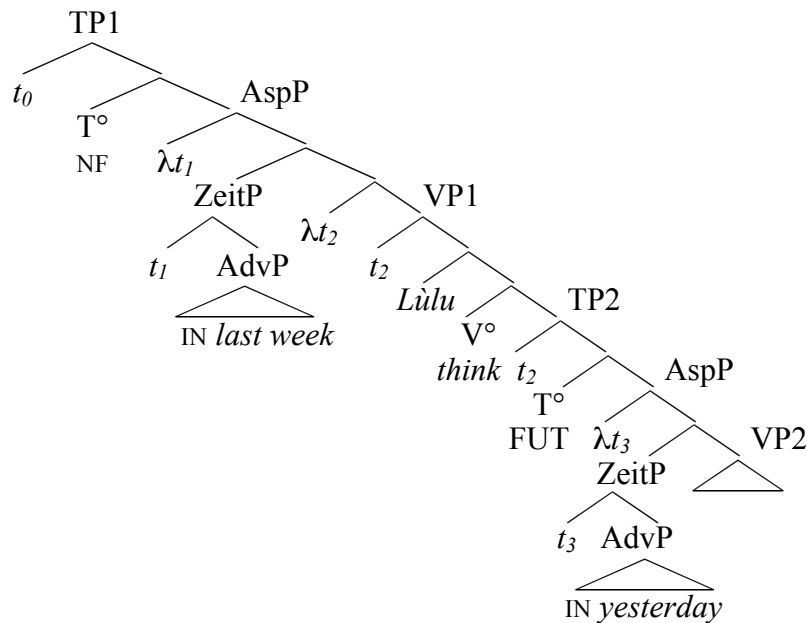 TP1
t0
T° AspP
NF λt1
ZeitP VP1
λt2
t1 AdvP t2
Lùlu TP2
IN last week V°
think t2 AspP
T°
FUT λt3 VP2
ZeitP
t3 AdvP
IN yesterday